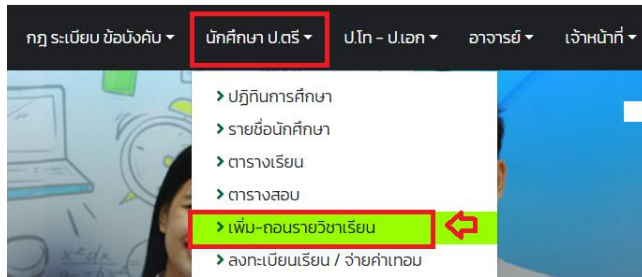 กฎ ระเบียบ ข้อบังคับ นักศึกษา ป.ตรี ป.โท - ป.เอก อาจารย์ เจ้าหน้าที่
ปฏิทินการศึกษา
รายชื่อนักศึกษา
ตารางเรียน
ตารางสอบ
เพิ่ม-ถอนรายวิชาเรียน
ลงทะเบียนเรียน / จ่ายค่าเทอม